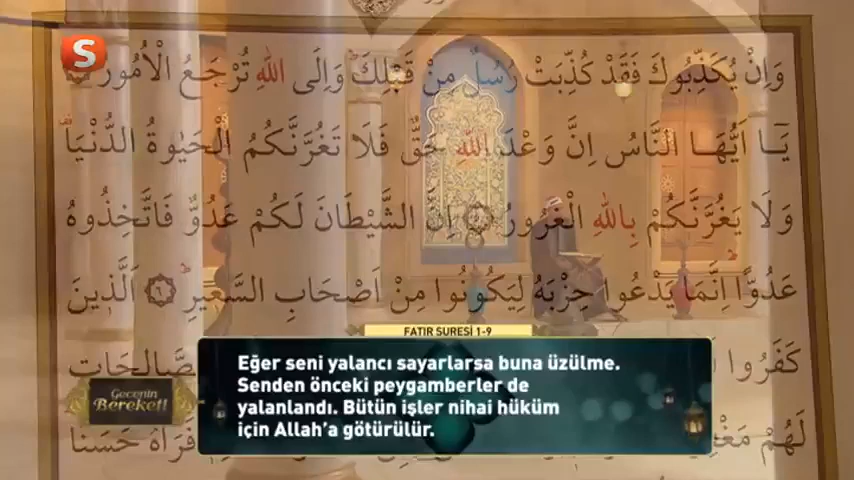 S
وَاِنْ يُكَذِّبُوكَ فَقَدْ كُذِّبَتْ رُسُلٌ مِنْ قَبْلِكَ وَاِلَى اللّٰهِ تُرْجَعُ الْاُمُورُ
يَٓا اَيُّهَا النَّاسُ اِنَّ وَعْدَ اللّٰهِ حَقٌّ فَلَا تَغُرَّنَّكُمُ الْحَيٰوةُ الدُّنْيَا
وَلَا يَغُرَّنَّكُمْ بِاللّٰهِ الْغَرُورُ اِنَّ الشَّيْطَانَ لَكُمْ عَدُوٌّ فَاتَّخِذُوهُ
عَدُوًّا اِنَّمَا يَدْعُوا حِزْبَهُ لِيَكُونُوا مِنْ اَصْحَابِ السَّعِيرِ ٦ اَلَّذِينَ
كَفَرُوا
لَهُمْ
حَسَنًا
FATIR SURESİ 1-9
Eğer seni yalancı sayarlarsa buna üzülme.
Senden önceki peygamberler de
yalanlandı. Bütün işler nihai hüküm
için Allah'a götürülür.
Gecenin
Bereketi